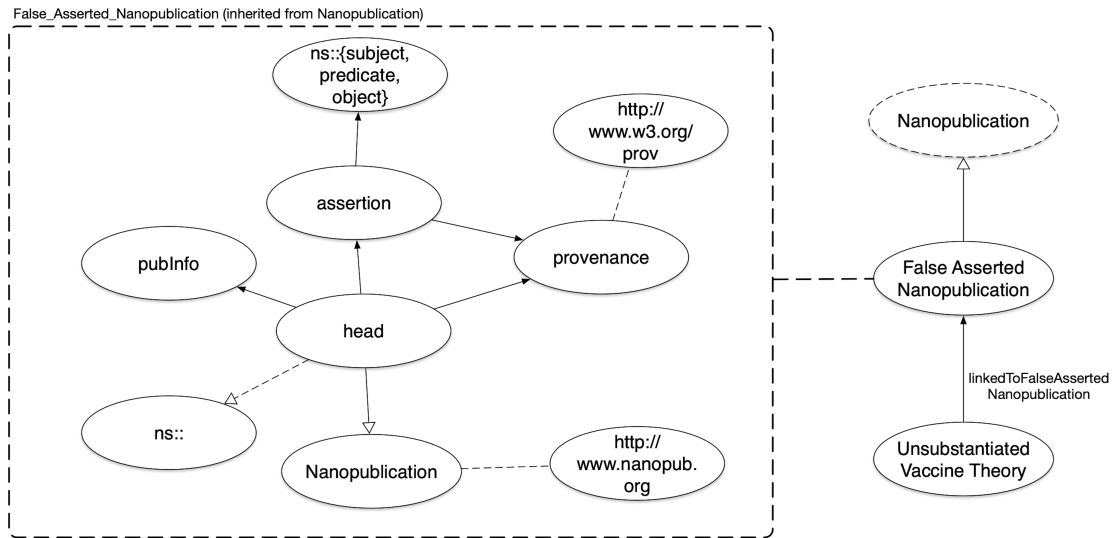 False_Asserted_Nanopublication (inherited from Nanopublication)
ns::{subject,
predicate,
object}
http://
www.w3.org/
prov
Nanopublication
assertion
pubInfo
provenance
False Asserted
Nanopublication
head
linkedToFalseAsserted
Nanopublication
ns::
Nanopublication
http://
www.nanopub.
org
Unsubstantiated
Vaccine Theory